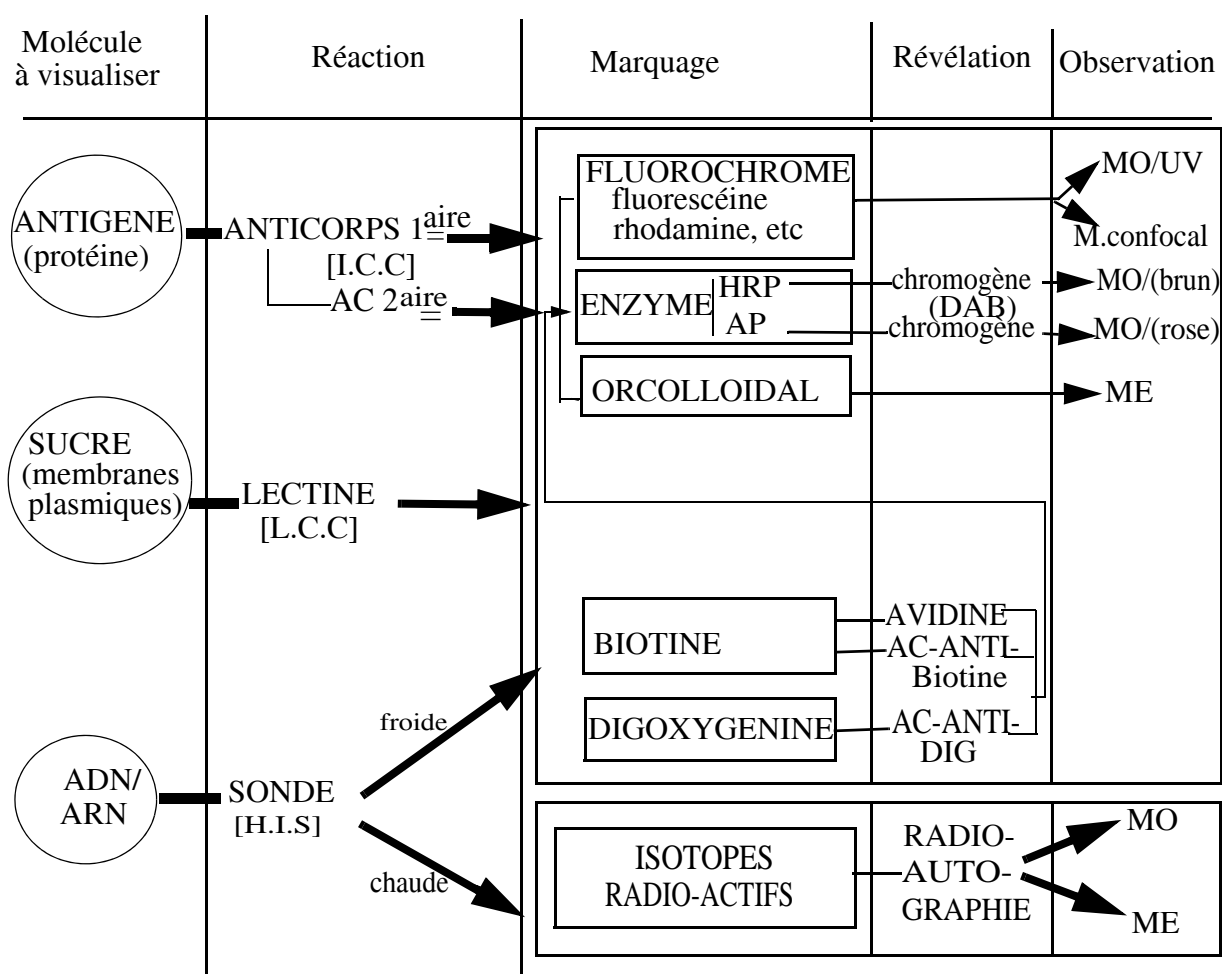 Molécule
à visualiser
Réaction
Marquage
Révélation
Observation
ANTIGENE
(protéine)
ANTICORPS 1aire
[I.C.C]
AC 2aire
FLUOROCHROME
fluorescéine
rhodamine, etc
MO/UV
M.confocal
ENZYME
HRP
AP
chromogène
(DAB)
chromogène
MO/(brun)
MO/(rose)
ORCOLLOIDAL
ME
SUCRE
(membranes
plasmiques)
LECTINE
[L.C.C]
BIOTINE
AVIDINE
AC-ANTI-
Biotine
DIGOXYGENINE
AC-ANTI-
DIG
ADN/
ARN
SONDE
[H.I.S]
froide
chaude
ISOTOPES
RADIO-ACTIFS
RADIO-
AUTO-
GRAPHIE
MO
ME